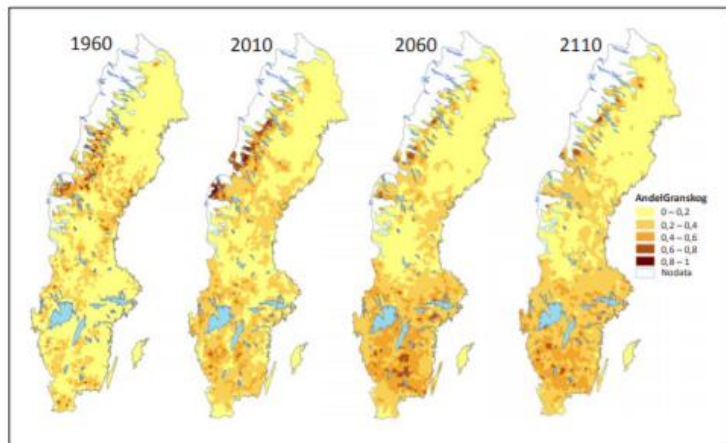 1960
2010
2060
2110
AndelGranskog
0 – 0,2
0,2 – 0,4
0,4 – 0,6
0,6 – 0,8
0,8 – 1
Nodata